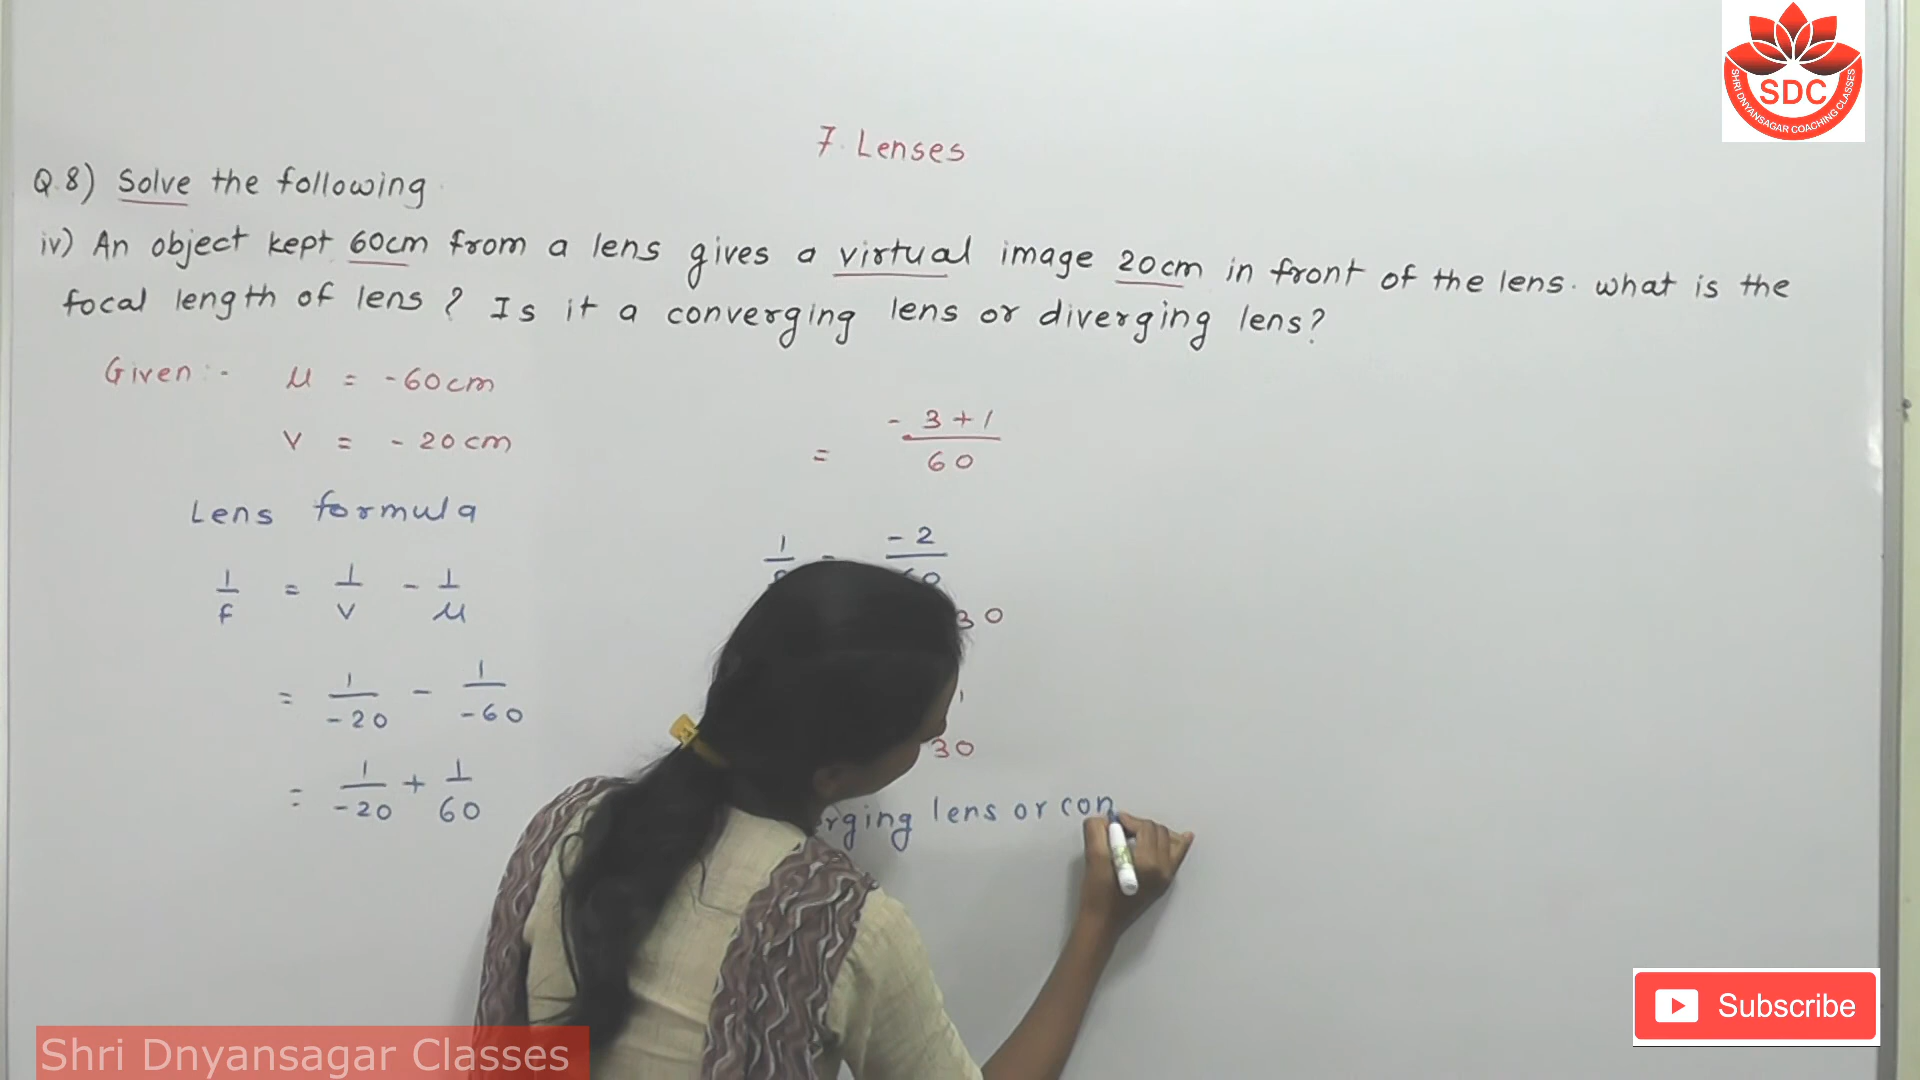 SDC
SHRI DNYANSAGAR COACHING CLASSES
7. Lenses
Q.8) Solve the following.
iv) An object kept 60cm from a lens gives a virtual image 20cm in front of the lens. what is the
focal length of lens? Is it a converging lens or diverging lens?
Given :- u = -60cm
v = -20cm
Lens formula
1/f = 1/v - 1/u
= 1/-20 - 1/-60
= 1/-20 + 1/60
= -3+1/60
1/f = -2/60
30
30
lens or con
Subscribe
Shri Dnyansagar Classes